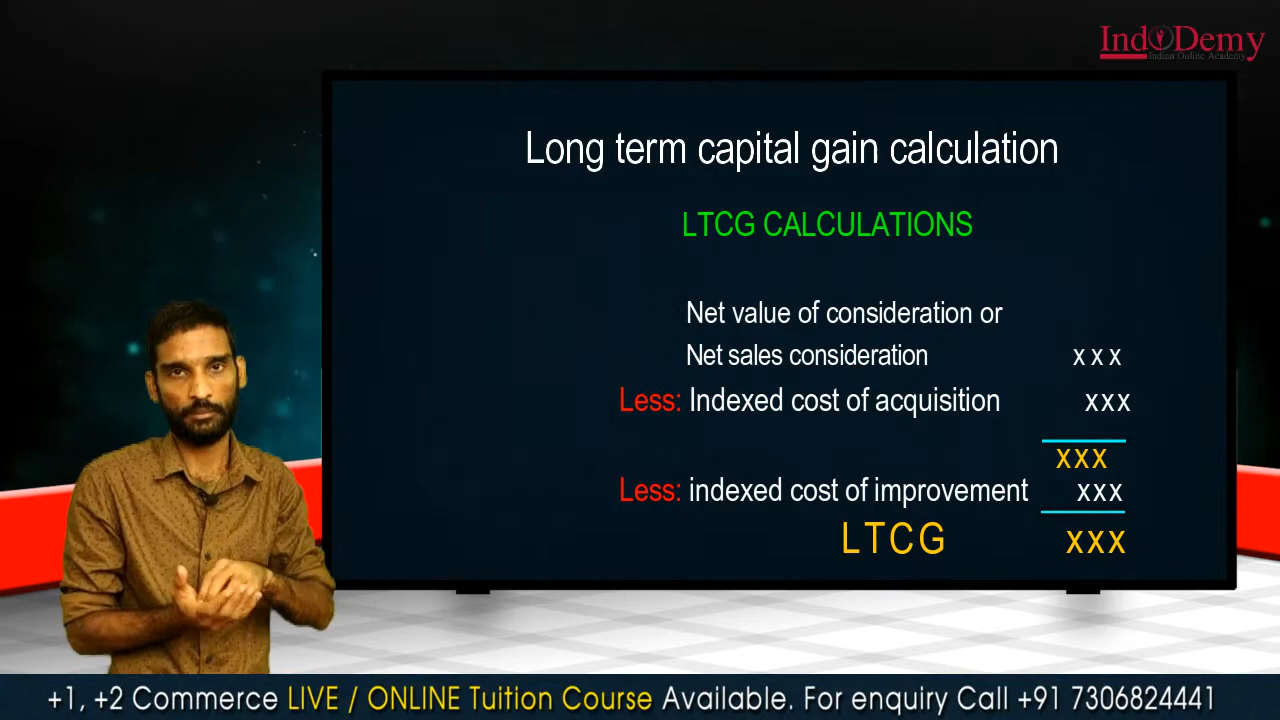 IndoDemy
Indian Online Academy
Long term capital gain calculation
LTCG CALCULATIONS
Net value of consideration or
Net sales consideration x x x
Less: Indexed cost of acquisition xxx
xxx
Less: indexed cost of improvement xxx
LTCG xxx
+1, +2 Commerce LIVE / ONLINE Tuition Course Available. For enquiry Call +91 7306824441